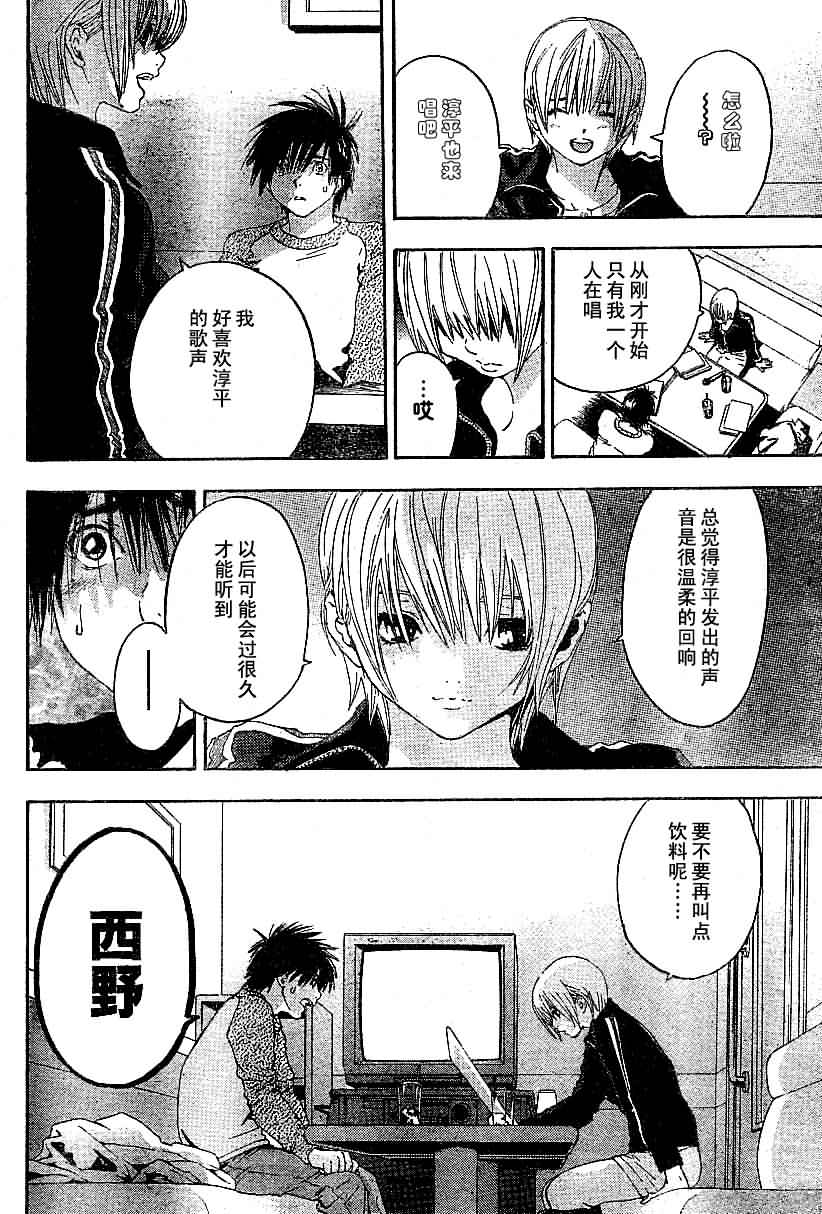 怎么啦
～～～？
淳平也来
唱吧
从刚才开始
只有我一个
人在唱
…哎
我
好喜欢淳平
的歌声
总觉得淳平发出的声
音是很温柔的回响
以后可能会过很久
才能听到
—
要不要再叫点
饮料呢……
西野